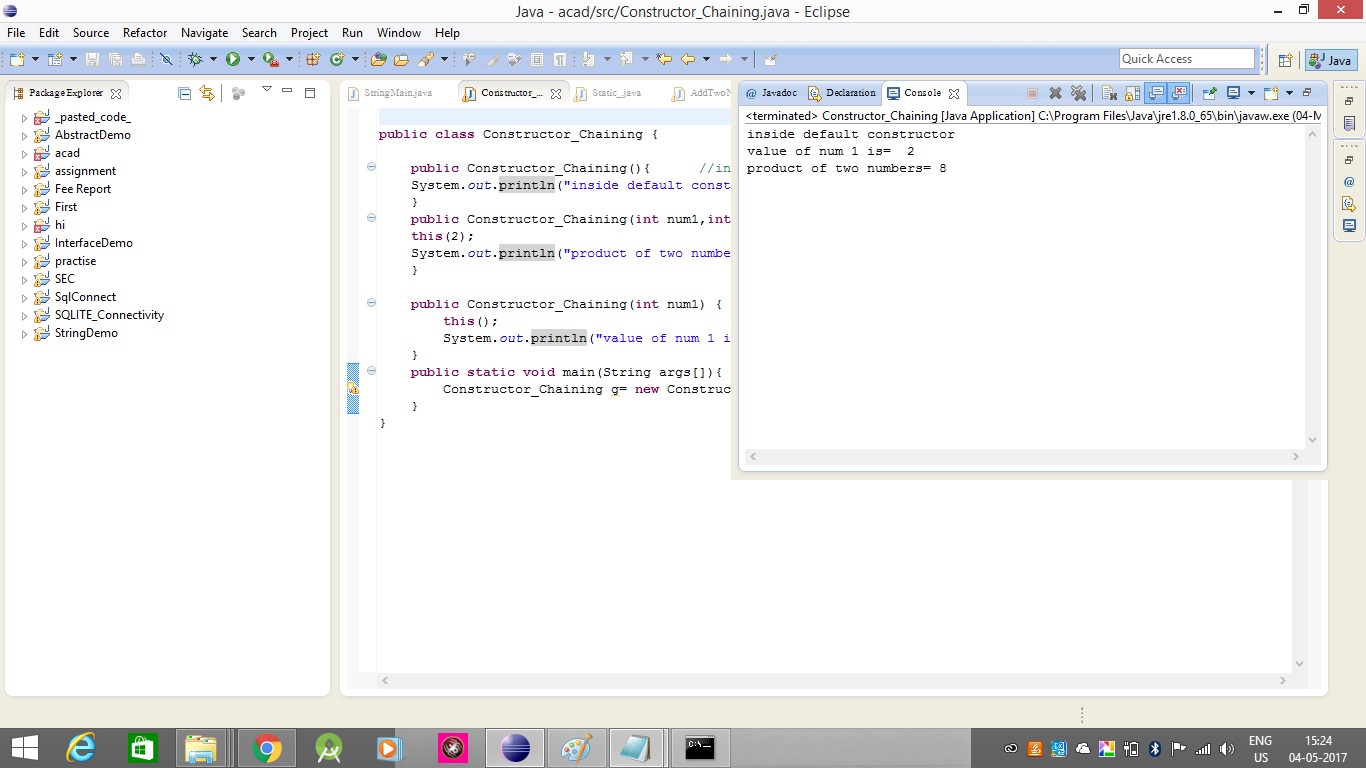 Java - acad/src/Constructor_Chaining.java - Eclipse
File Edit Source Refactor Navigate Search Project Run Window Help
Quick Access
Java
Package Explorer
_pasted_code_
AbstractDemo
acad
assignment
Fee Report
First
hi
InterfaceDemo
practise
SEC
SqlConnect
SQLITE_Connectivity
StringDemo
StringMain.java Constructor_... Static_.java AddTwoN
public class Constructor_Chaining {
public Constructor_Chaining(){ //in
System.out.println("inside default const
}
public Constructor_Chaining(int num1,int
this(2);
System.out.println("product of two numbe
}
public Constructor_Chaining(int num1) {
this();
System.out.println("value of num 1 i
}
public static void main(String args[]){
Constructor_Chaining g= new Construc
}
}
@ Javadoc Declaration Console
<terminated> Constructor_Chaining [Java Application] C:\Program Files\Java\jre1.8.0_65\bin\javaw.exe (04-M
inside default constructor
value of num 1 is=  2
product of two numbers= 8
C:\
ENG
US
15:24
04-05-2017